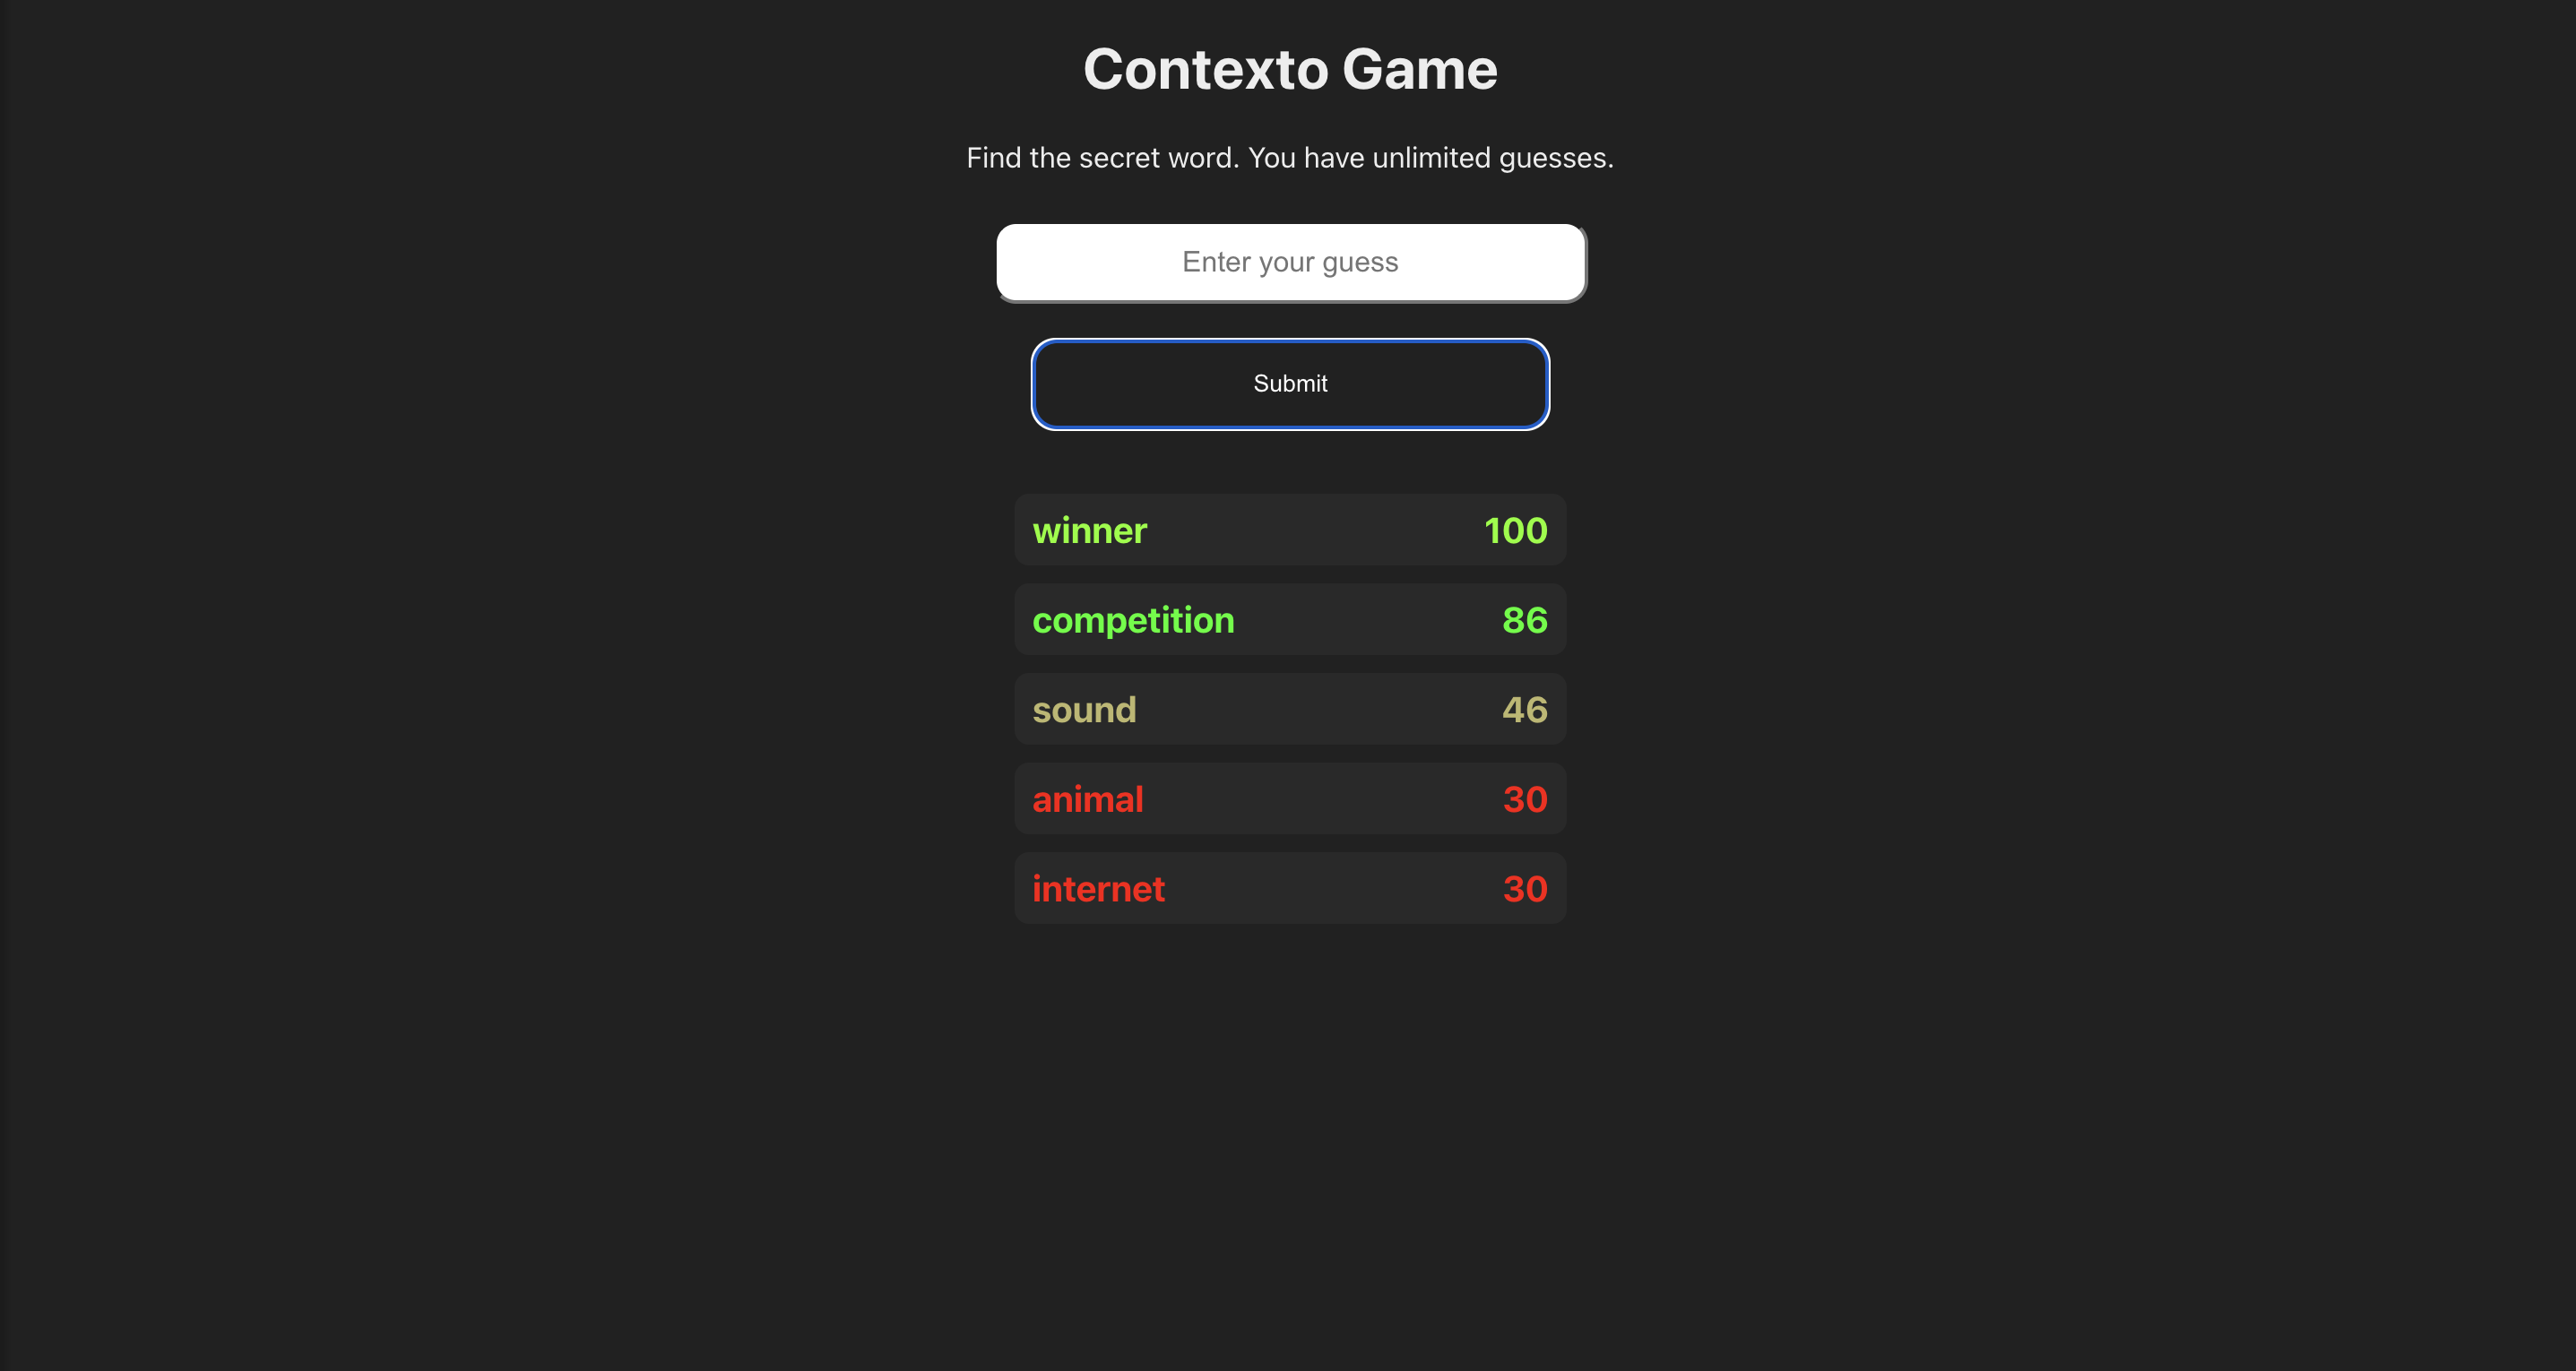 Contexto Game
Find the secret word. You have unlimited guesses.
Enter your guess
Submit
winner 100
competition 86
sound 46
animal 30
internet 30